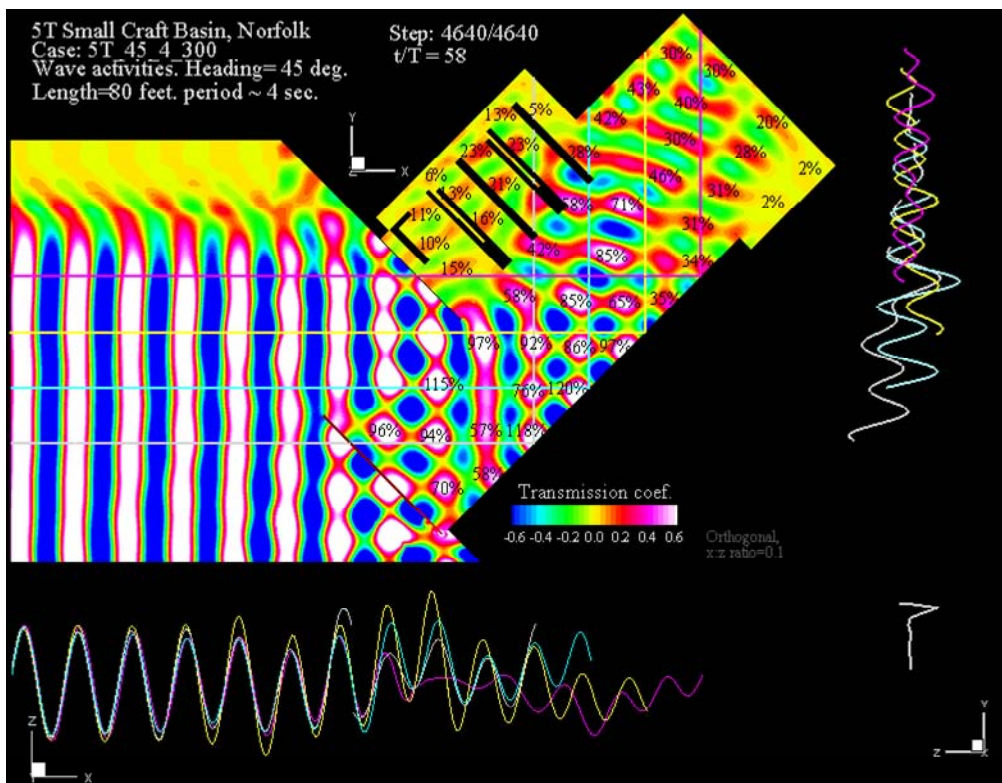 5T Small Craft Basin, Norfolk
Case: 5T_45_4_300
Wave activities. Heading= 45 deg.
Length=80 feet. period ~ 4 sec.
Step: 4640/4640
t/T = 58
Y
Z
X
30%
30%
43%
40%
13%
5%
42%
20%
23%
23%
30%
28%
28%
2%
6%
13%
21%
46%
31%
2%
11%
16%
58%
71%
31%
10%
42%
85%
34%
15%
58%
85%
65%
35%
97%
92%
86%
97%
115%
76%
120%
96%
94%
57%
118%
58%
70%
Transmission coef.
-0.6 -0.4 -0.2 0.0 0.2 0.4 0.6
Orthogonal,
x:z ratio=0.1
Z
X
Y
Z
X